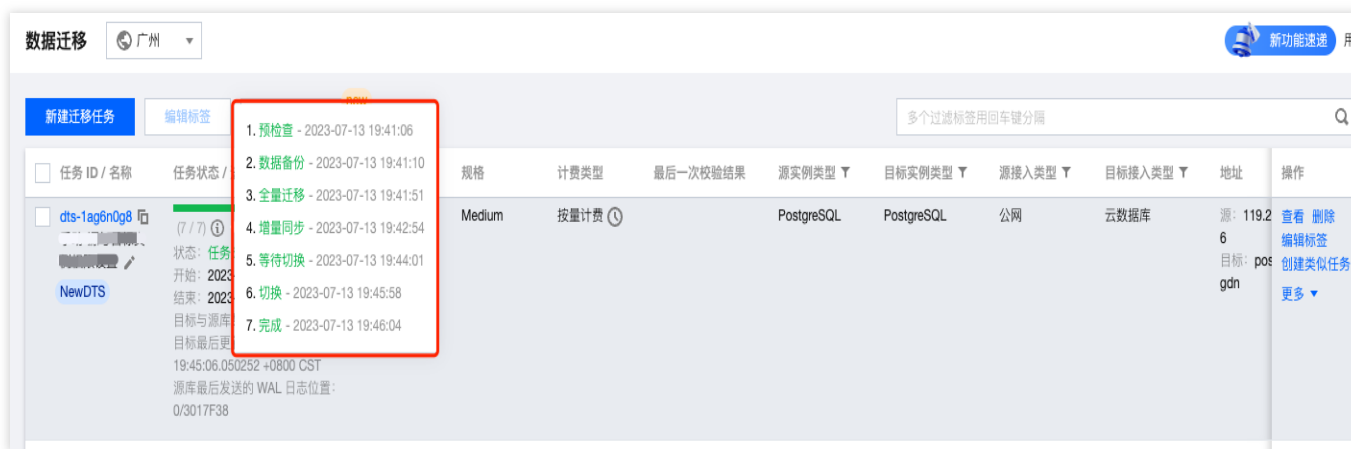 数据迁移 广州
新功能速递 用
新建迁移任务 编辑标签
多个过滤标签用回车键分隔
1. 预检查 - 2023-07-13 19:41:06
2. 数据备份 - 2023-07-13 19:41:10
3. 全量迁移 - 2023-07-13 19:41:51
4. 增量同步 - 2023-07-13 19:42:54
5. 等待切换 - 2023-07-13 19:44:01
6. 切换 - 2023-07-13 19:45:58
7. 完成 - 2023-07-13 19:46:04
任务 ID / 名称 任务状态 / 规格 计费类型 最后一次校验结果 源实例类型 目标实例类型 源接入类型 目标接入类型 地址 操作
dts-1ag6n0g8
NewDTS
(7 / 7)
状态：任务
开始：2023
结束：2023
目标与源库
目标最后更
19:45:06.050252 +0800 CST
源库最后发送的 WAL 日志位置：
0/3017F38
Medium 按量计费 PostgreSQL PostgreSQL 公网 云数据库
源：119.2
6
目标：pos
gdn
查看 删除
编辑标签
创建类似任务
更多